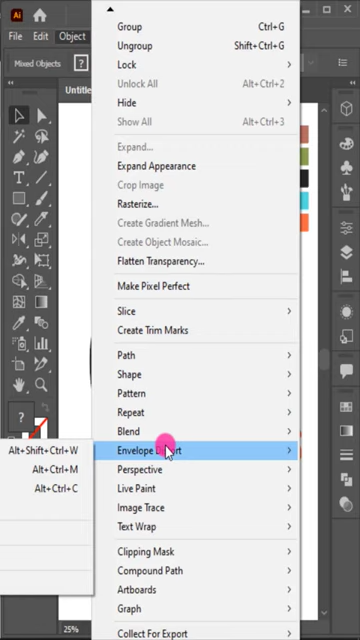 Ai
File Edit Object
Mixed Objects ?
Untitle
Group Ctrl+G
Ungroup Shift+Ctrl+G
Lock
Unlock All Alt+Ctrl+2
Hide
Show All Alt+Ctrl+3
Expand...
Expand Appearance
Crop Image
Rasterize...
Create Gradient Mesh...
Create Object Mosaic...
Flatten Transparency...
Make Pixel Perfect
Slice
Create Trim Marks
Path
Shape
Pattern
Repeat
Blend
Envelope Distort
Perspective
Live Paint
Image Trace
Text Wrap
Clipping Mask
Compound Path
Artboards
Graph
Collect For Export
?
Alt+Shift+Ctrl+W
Alt+Ctrl+M
Alt+Ctrl+C
25%